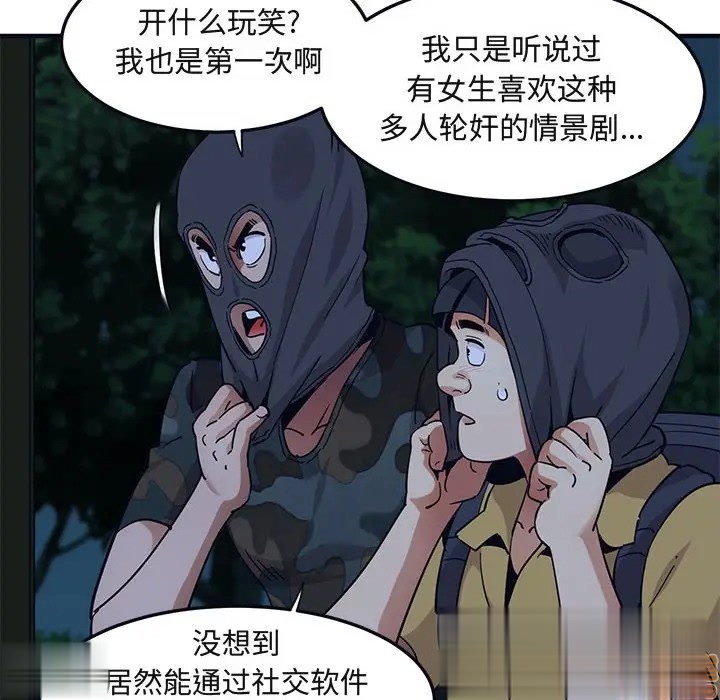 开什么玩笑?
我也是第一次啊
我只是听说过
有女生喜欢这种
多人轮奸的情景剧...
没想到
居然能通过社交软件